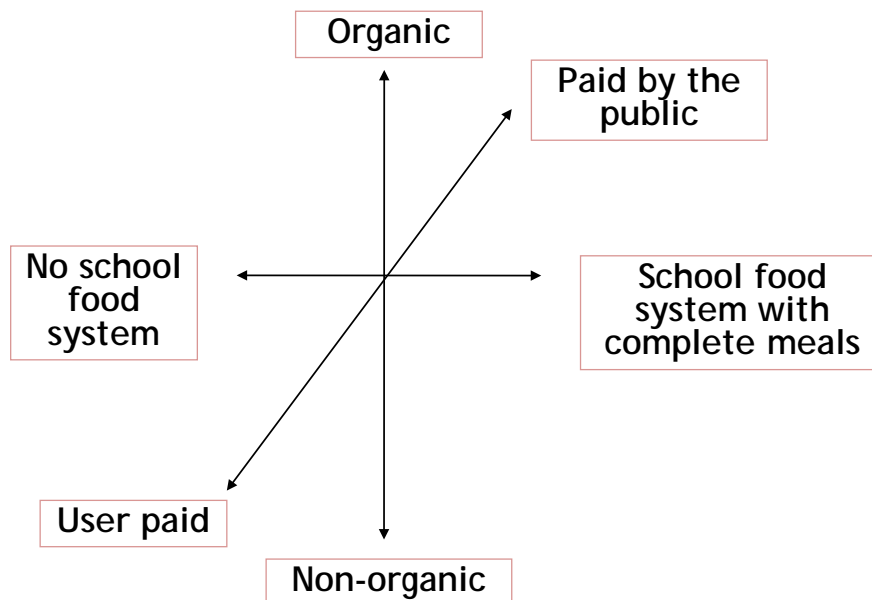 Organic
Paid by the
public
No school
food
system
School food
system with
complete meals
User paid
Non-organic